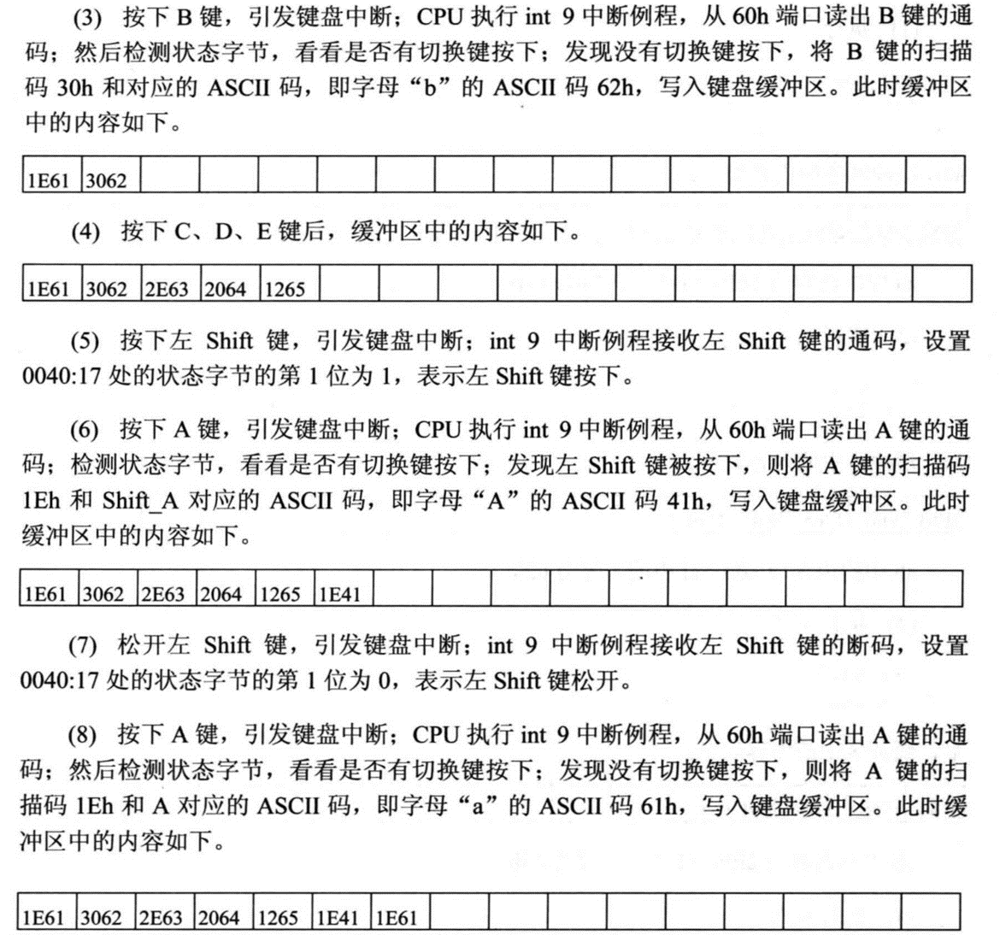 (3) 按下 B 键，引发键盘中断；CPU 执行 int 9 中断例程，从 60h 端口读出 B 键的通
码；然后检测状态字节，看看是否有切换键按下；发现没有切换键按下，将 B 键的扫描
码 30h 和对应的 ASCII 码，即字母“b”的 ASCII 码 62h，写入键盘缓冲区。此时缓冲区
中的内容如下。
1E61 3062
(4) 按下 C、D、E 键后，缓冲区中的内容如下。
1E61 3062 2E63 2064 1265
(5) 按下左 Shift 键，引发键盘中断；int 9 中断例程接收左 Shift 键的通码，设置
0040:17 处的状态字节的第 1 位为 1，表示左 Shift 键按下。
(6) 按下 A 键，引发键盘中断；CPU 执行 int 9 中断例程，从 60h 端口读出 A 键的通
码；检测状态字节，看看是否有切换键按下；发现左 Shift 键被按下，则将 A 键的扫描码
1Eh 和 Shift_A 对应的 ASCII 码，即字母“A”的 ASCII 码 41h，写入键盘缓冲区。此时
缓冲区中的内容如下。
1E61 3062 2E63 2064 1265 1E41
(7) 松开左 Shift 键，引发键盘中断；int 9 中断例程接收左 Shift 键的断码，设置
0040:17 处的状态字节的第 1 位为 0，表示左 Shift 键松开。
(8) 按下 A 键，引发键盘中断；CPU 执行 int 9 中断例程，从 60h 端口读出 A 键的通
码；然后检测状态字节，看看是否有切换键按下；发现没有切换键按下，则将 A 键的扫
描码 1Eh 和 A 对应的 ASCII 码，即字母“a”的 ASCII 码 61h，写入键盘缓冲区。此时缓
冲区中的内容如下。
1E61 3062 2E63 2064 1265 1E41 1E61